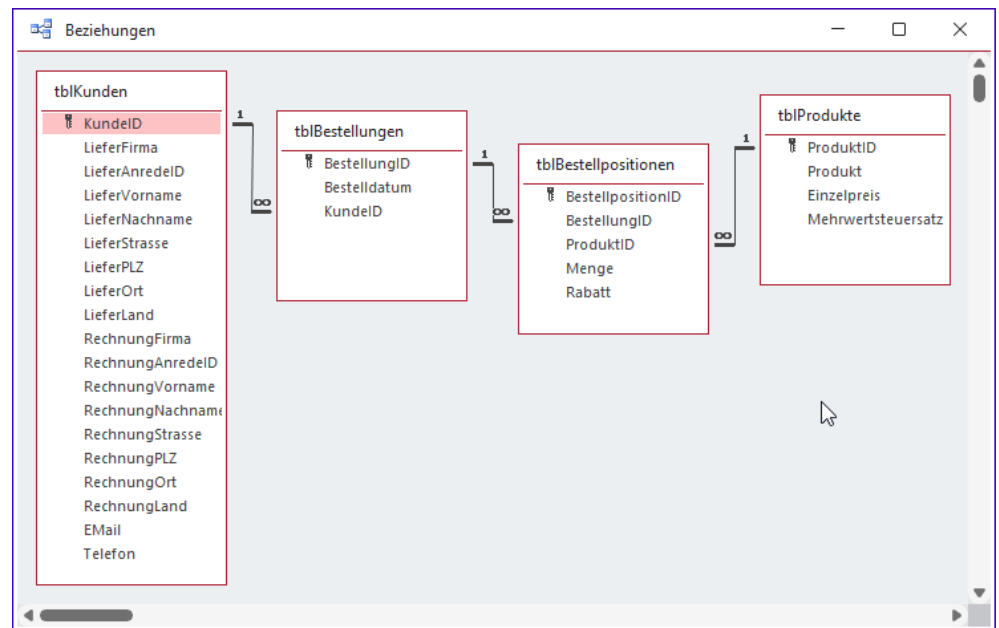 Beziehungen
tblKunden
KundeID
LieferFirma
LieferAnredeID
LieferVorname
LieferNachname
LieferStrasse
LieferPLZ
LieferOrt
LieferLand
RechnungFirma
RechnungAnredeID
RechnungVorname
RechnungNachname
RechnungStrasse
RechnungPLZ
RechnungOrt
RechnungLand
EMail
Telefon
1
∞
tblBestellungen
BestellungID
Bestelldatum
KundeID
1
∞
tblBestellpositionen
BestellpositionID
BestellungID
ProduktID
Menge
Rabatt
1
∞
tblProdukte
ProduktID
Produkt
Einzelpreis
Mehrwertsteuersatz